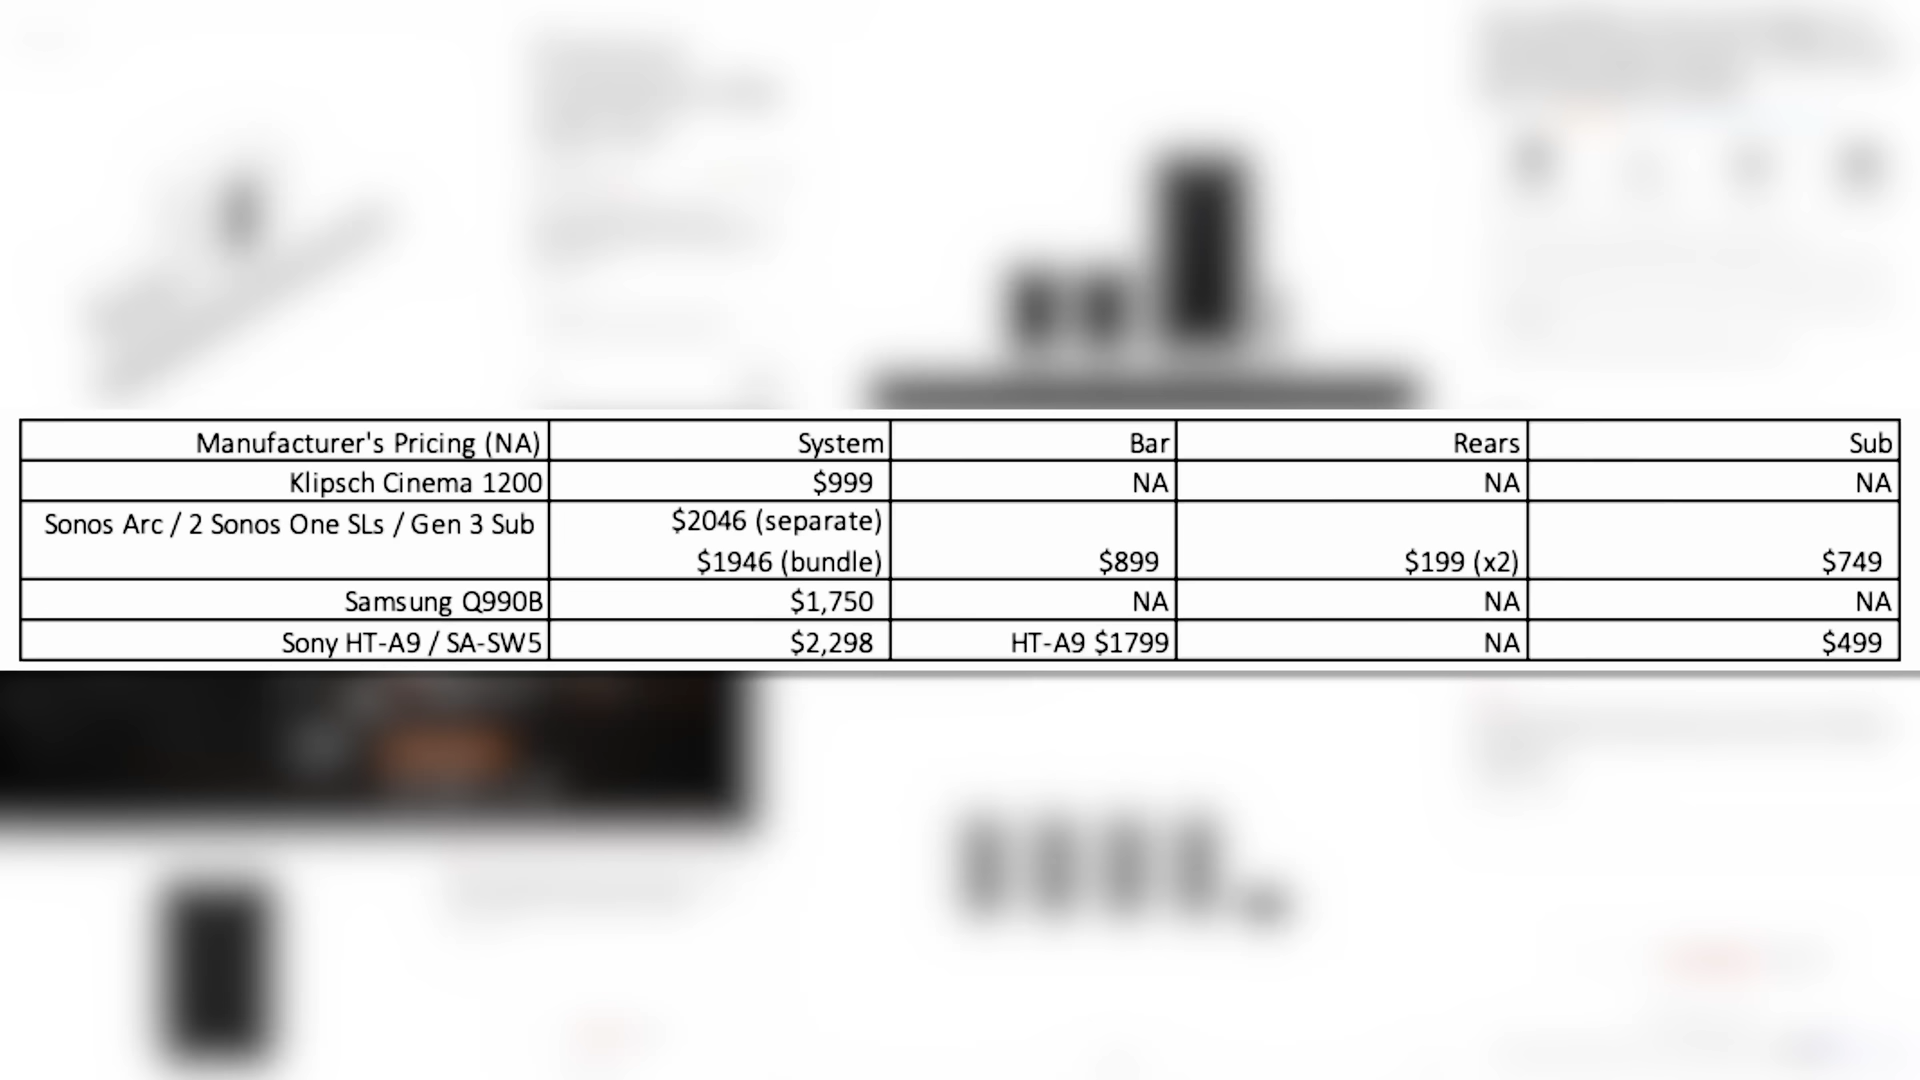 Manufacturer's Pricing (NA) System Bar Rears Sub
Klipsch Cinema 1200 $999 NA NA NA
Sonos Arc / 2 Sonos One SLs / Gen 3 Sub $2046 (separate)
$1946 (bundle) $899 $199 (x2) $749
Samsung Q990B $1,750 NA NA NA
Sony HT-A9 / SA-SW5 $2,298 HT-A9 $1799 NA $499